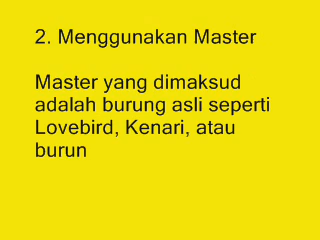 2. Menggunakan Master
Master yang dimaksud
adalah burung asli seperti
Lovebird, Kenari, atau
burun